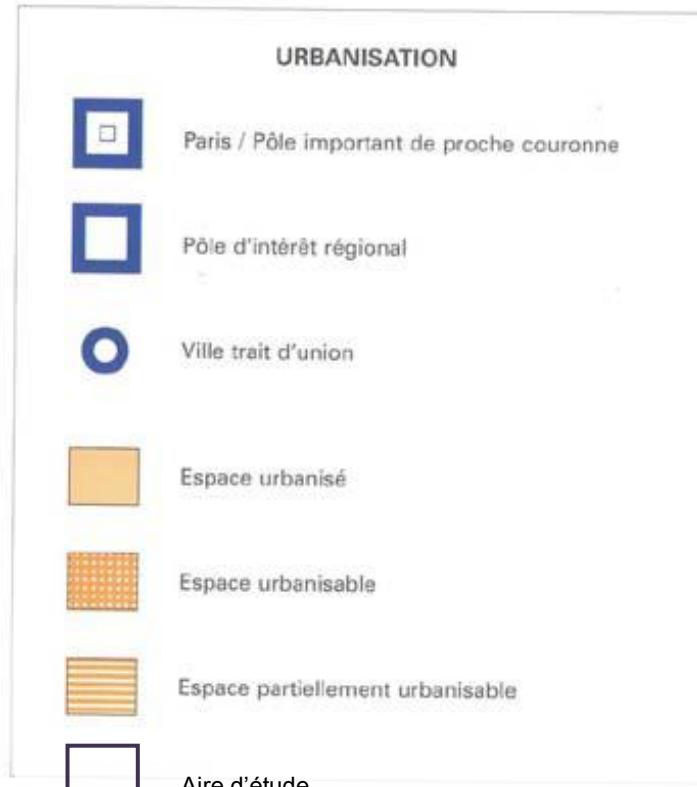 URBANISATION
Paris / Pôle important de proche couronne
Pôle d'intérêt régional
Ville trait d'union
Espace urbanisé
Espace urbanisable
Espace partiellement urbanisable
Aire d'étude